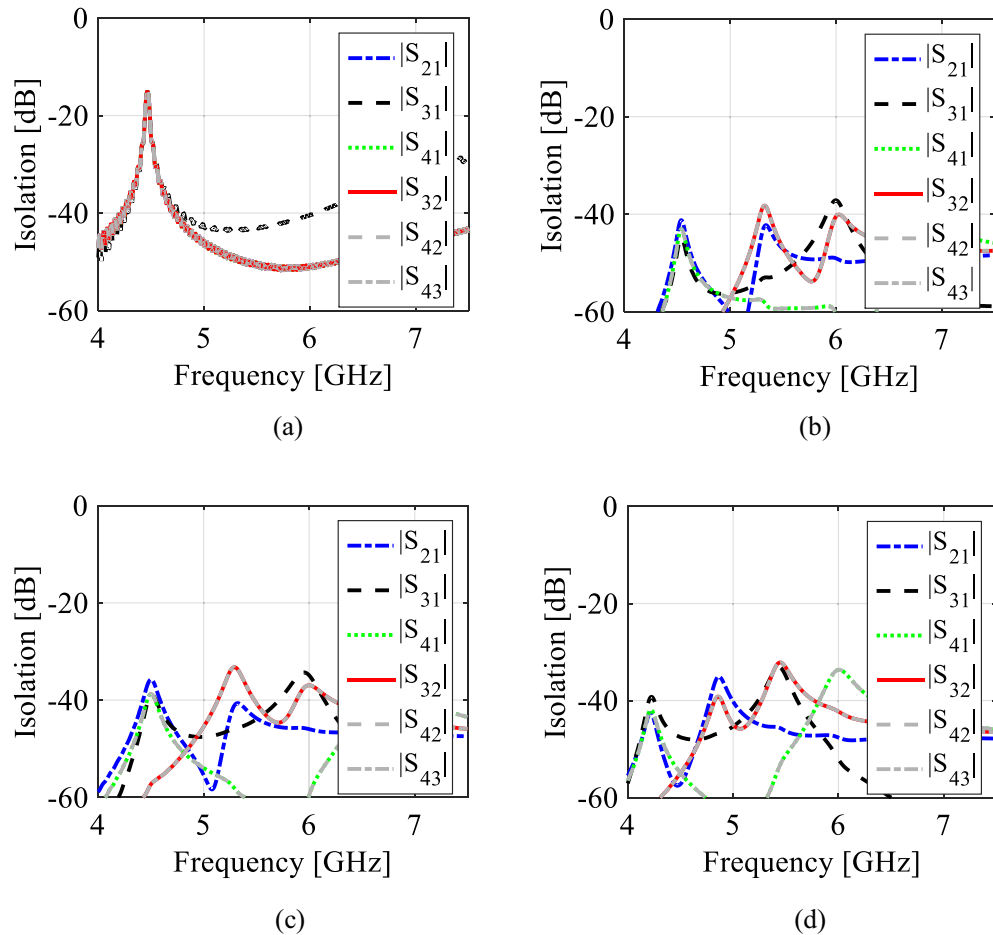 0
-20
-40
-60
Isolation [dB]
4 5 6 7
Frequency [GHz]
|S21|
|S31|
|S41|
|S32|
|S42|
|S43|
(a)
0
-20
-40
-60
Isolation [dB]
4 5 6 7
Frequency [GHz]
|S21|
|S31|
|S41|
|S32|
|S42|
|S43|
(b)
0
-20
-40
-60
Isolation [dB]
4 5 6 7
Frequency [GHz]
|S21|
|S31|
|S41|
|S32|
|S42|
|S43|
(c)
0
-20
-40
-60
Isolation [dB]
4 5 6 7
Frequency [GHz]
|S21|
|S31|
|S41|
|S32|
|S42|
|S43|
(d)